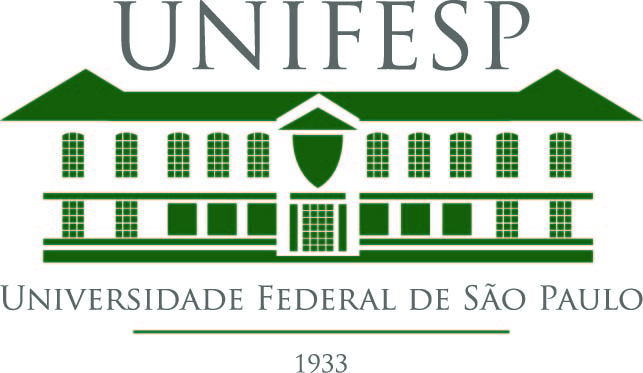 UNIFESP
UNIVERSIDADE FEDERAL DE SÃO PAULO
1933